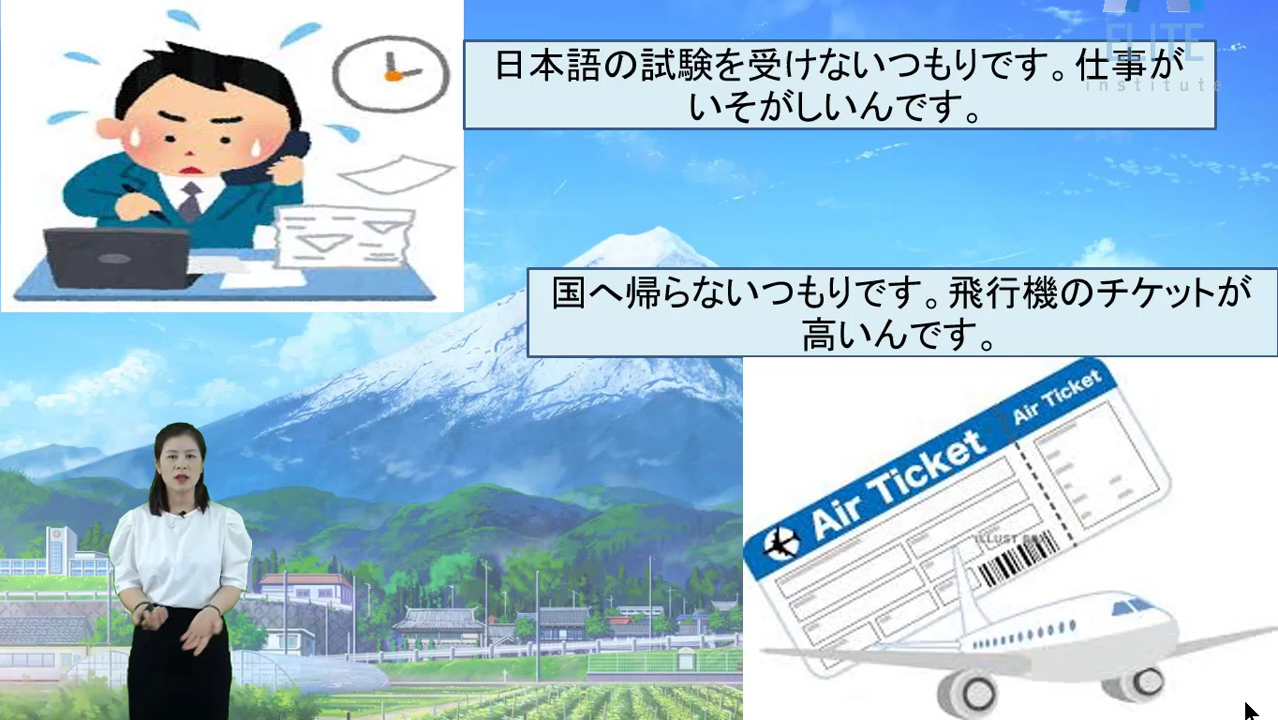 ELITE
institute
日本語の試験を受けないつもりです。仕事が
いそがしいんです。
国へ帰らないつもりです。飛行機のチケットが
高いんです。
Air Ticket
Air Ticket